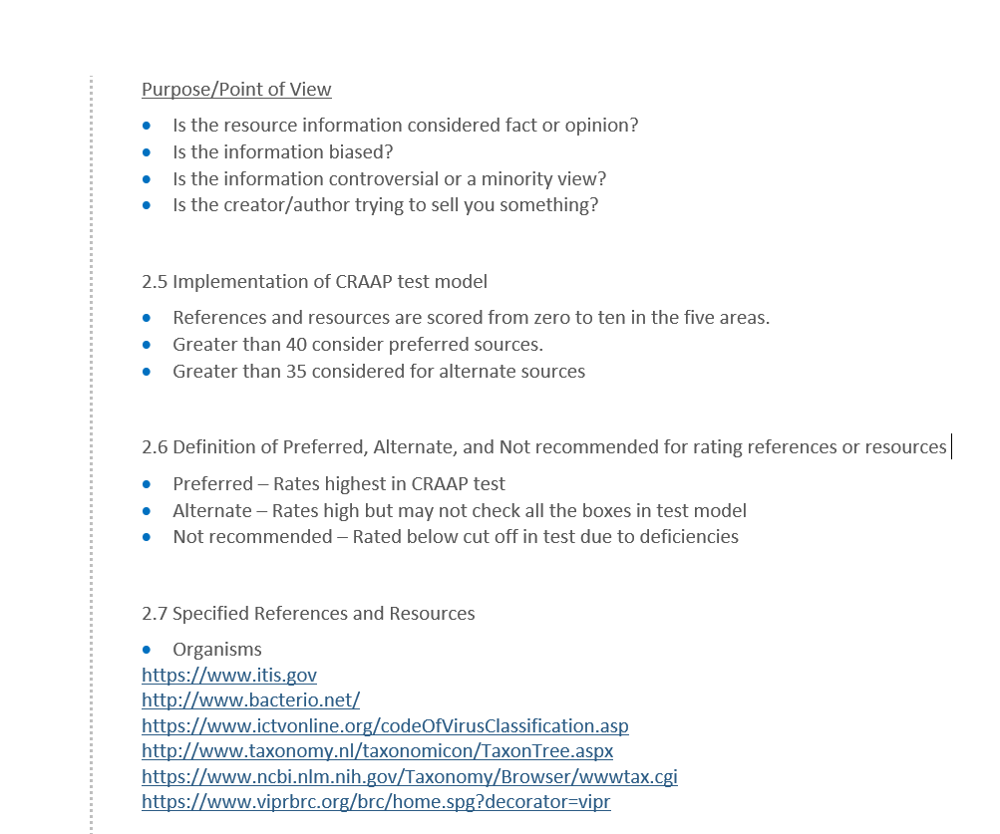 Purpose/Point of View
• Is the resource information considered fact or opinion?
• Is the information biased?
• Is the information controversial or a minority view?
• Is the creator/author trying to sell you something?
2.5 Implementation of CRAAP test model
• References and resources are scored from zero to ten in the five areas.
• Greater than 40 consider preferred sources.
• Greater than 35 considered for alternate sources
2.6 Definition of Preferred, Alternate, and Not recommended for rating references or resources
• Preferred – Rates highest in CRAAP test
• Alternate – Rates high but may not check all the boxes in test model
• Not recommended – Rated below cut off in test due to deficiencies
2.7 Specified References and Resources
• Organisms
https://www.itis.gov
http://www.bacterio.net/
https://www.ictvonline.org/codeOfVirusClassification.asp
http://www.taxonomy.nl/taxonomicon/TaxonTree.aspx
https://www.ncbi.nlm.nih.gov/Taxonomy/Browser/wwwtax.cgi
https://www.viprbrc.org/brc/home.spg?decorator=vipr